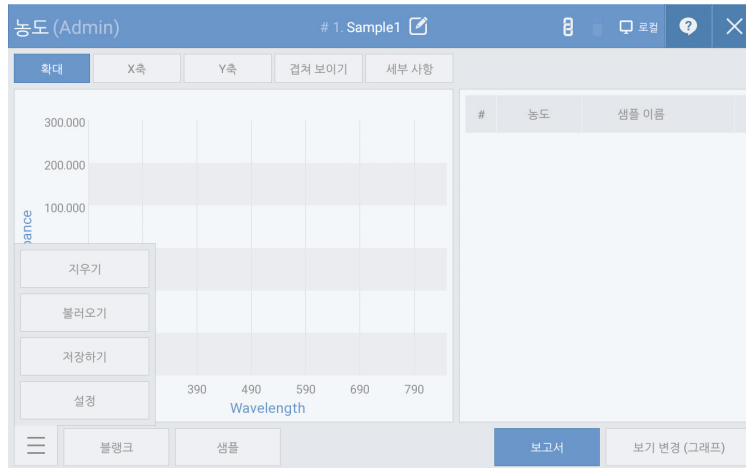 농도 (Admin)
# 1. Sample1
로컬
?
확대
X축
Y축
겹쳐 보이기
세부 사항
300.000
200.000
100.000
#
농도
샘플 이름
지우기
불러오기
저장하기
설정
390
490
590
690
790
Wavelength
블랭크
샘플
보고서
보기 변경 (그래프)